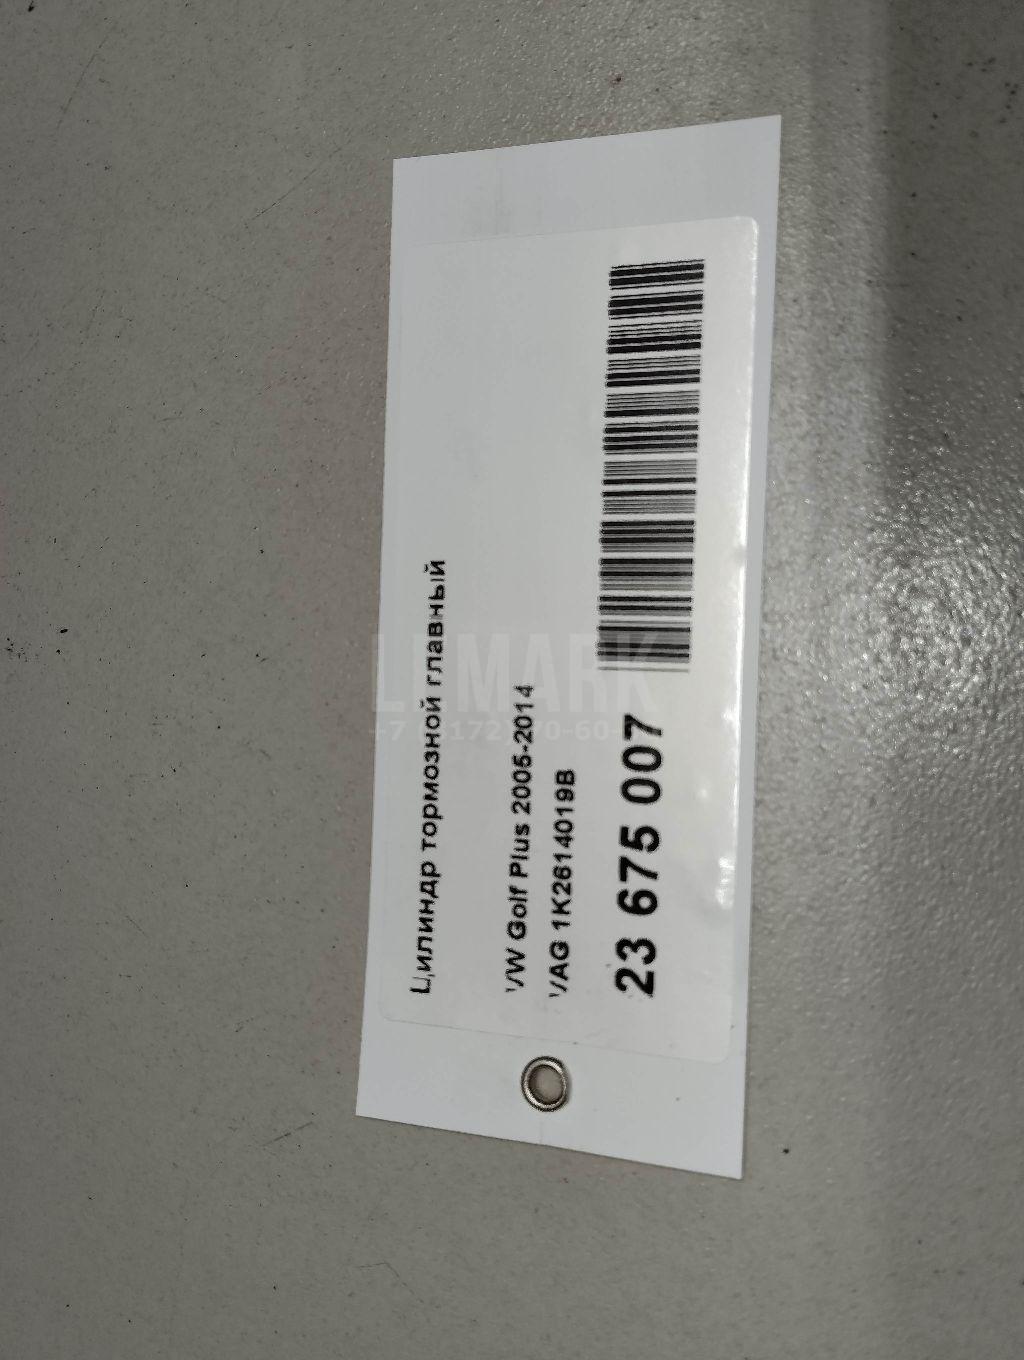 Цилиндр тормозной главный
VW Golf Plus 2005-2014
VAG 1K2614019B
23 675 007